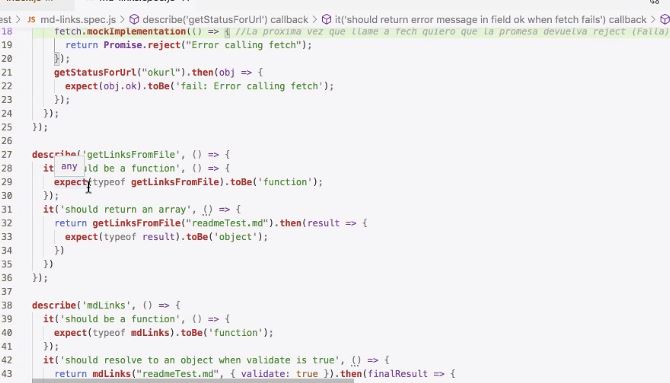 md-links.spec.js
est > md-links.spec.js > describe('getStatusForUrl') callback > it('should return error message in field ok when fetch fails') callback >
18 fetch.mockImplementation(() => { //La proxima vez que llame a fech quiero que la promesa devuelva reject (Falla)
19 return Promise.reject("Error calling fetch");
20 });
21 getStatusForUrl("okurl").then(obj => {
22 expect(obj.ok).toBe('fail: Error calling fetch');
23 });
24 });
25 });
26
27 describe('getLinksFromFile', () => {
any
28 it uld be a function', () => {
29 expect(typeof getLinksFromFile).toBe('function');
30 });
31 it('should return an array', () => {
32 return getLinksFromFile("readmeTest.md").then(result => {
33 expect(typeof result).toBe('object');
34 })
35 })
36 });
37
38 describe('mdLinks', () => {
39 it('should be a function', () => {
40 expect(typeof mdLinks).toBe('function');
41 });
42 it('should resolve to an object when validate is true', () => {
43 return mdLinks("readmeTest.md", { validate: true }).then(finalResult => {